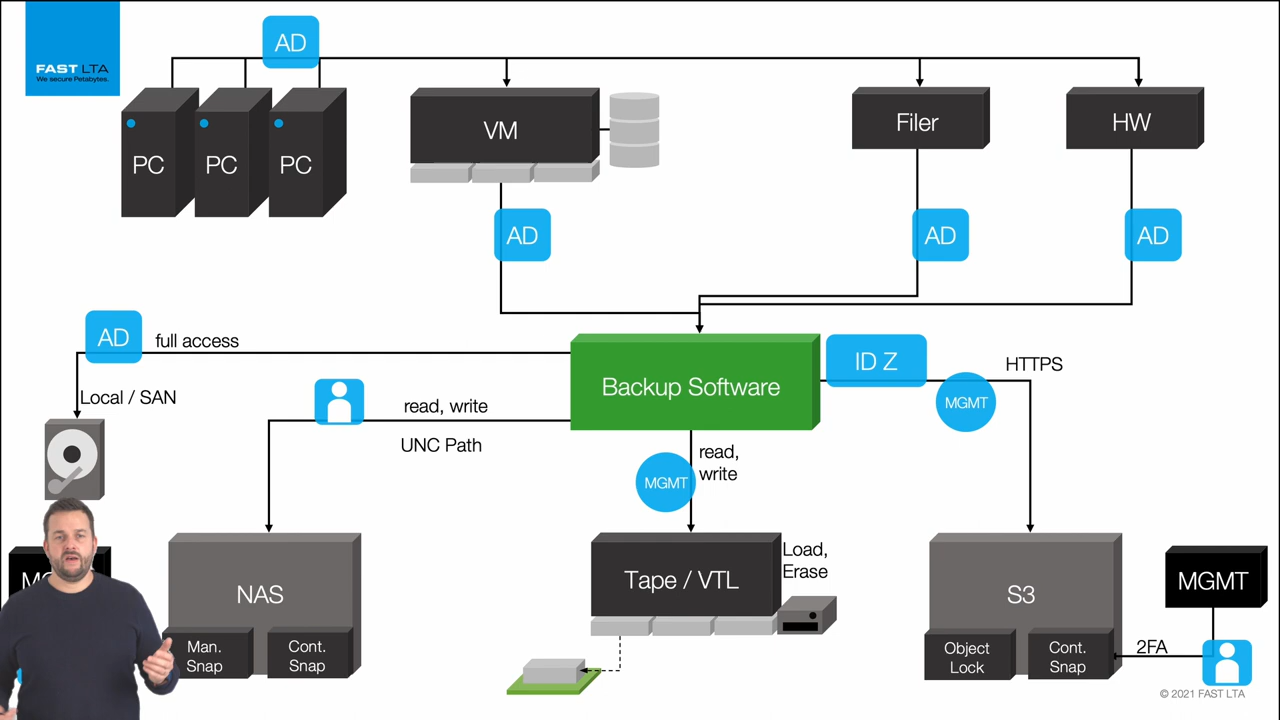 AD
FAST LTA
We secure Petabytes.
PC
PC
PC
VM
Filer
HW
AD
AD
AD
AD
full access
Local / SAN
read, write
UNC Path
Backup Software
ID Z
HTTPS
MGMT
read,
write
MGMT
NAS
Man.
Snap
Cont.
Snap
Tape / VTL
Load,
Erase
S3
Object
Lock
Cont.
Snap
MGMT
2FA
© 2021 FAST LTA